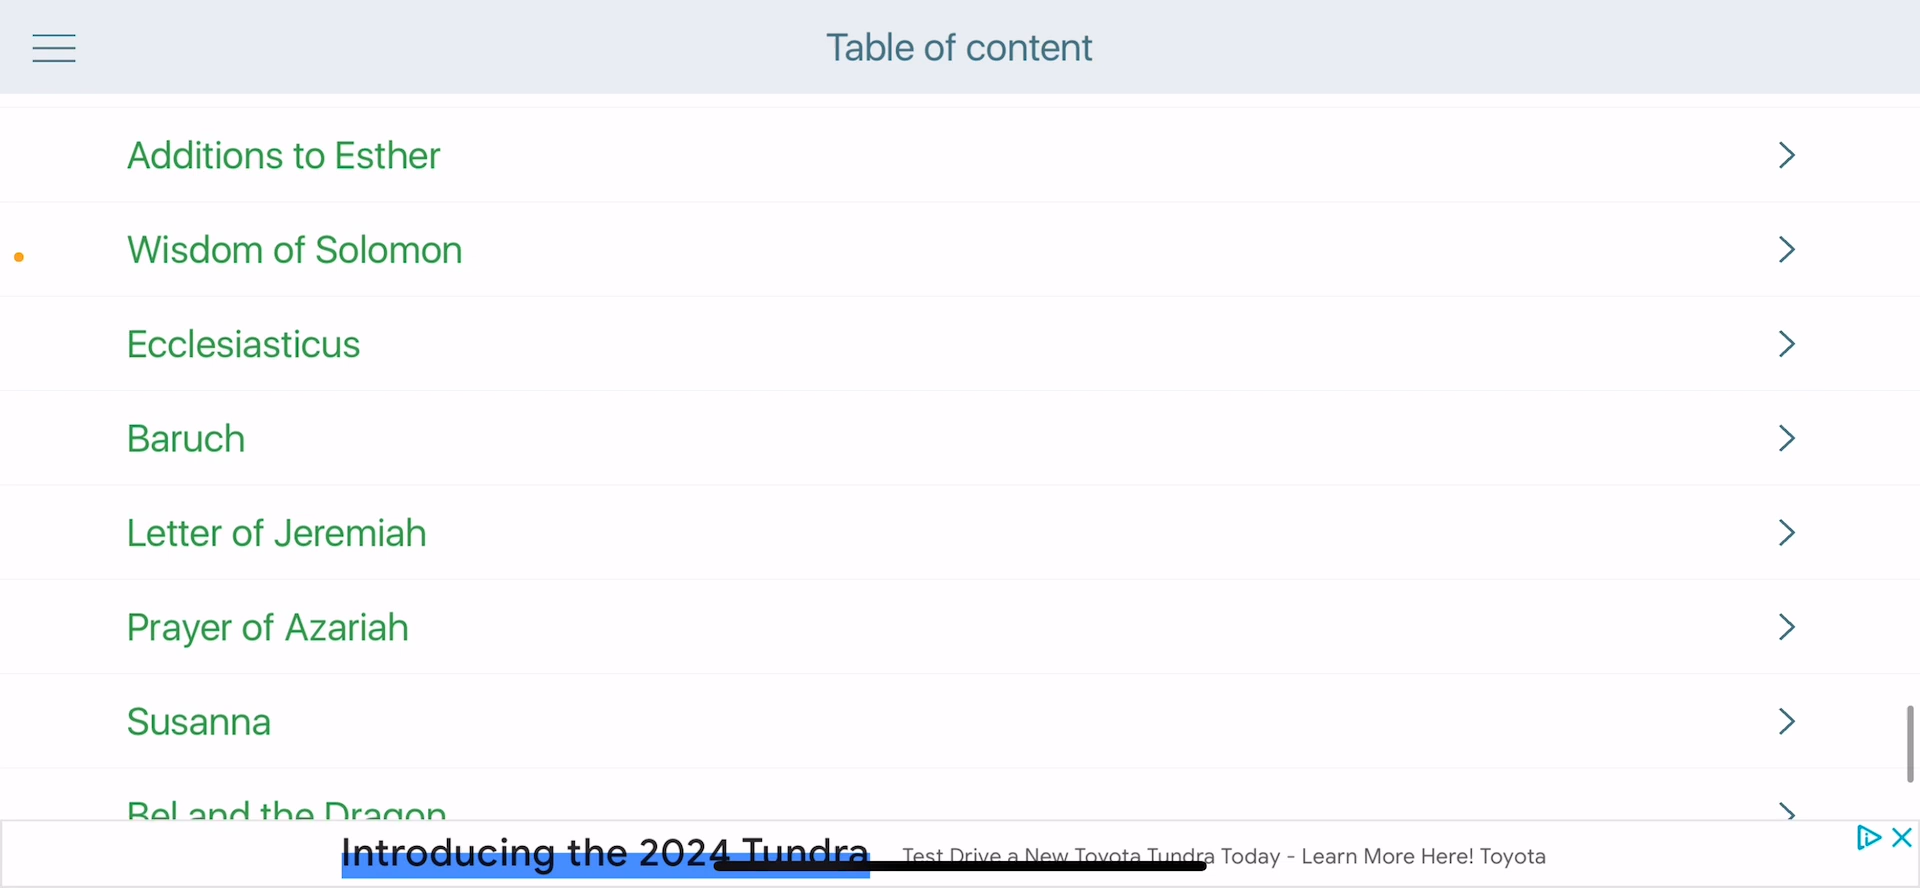 Table of content
Additions to Esther
Wisdom of Solomon
Ecclesiasticus
Baruch
Letter of Jeremiah
Prayer of Azariah
Susanna
Bel and the Dragon
Introducing the 2024 Tundra
Test Drive a New Toyota Tundra Today - Learn More Here! Toyota